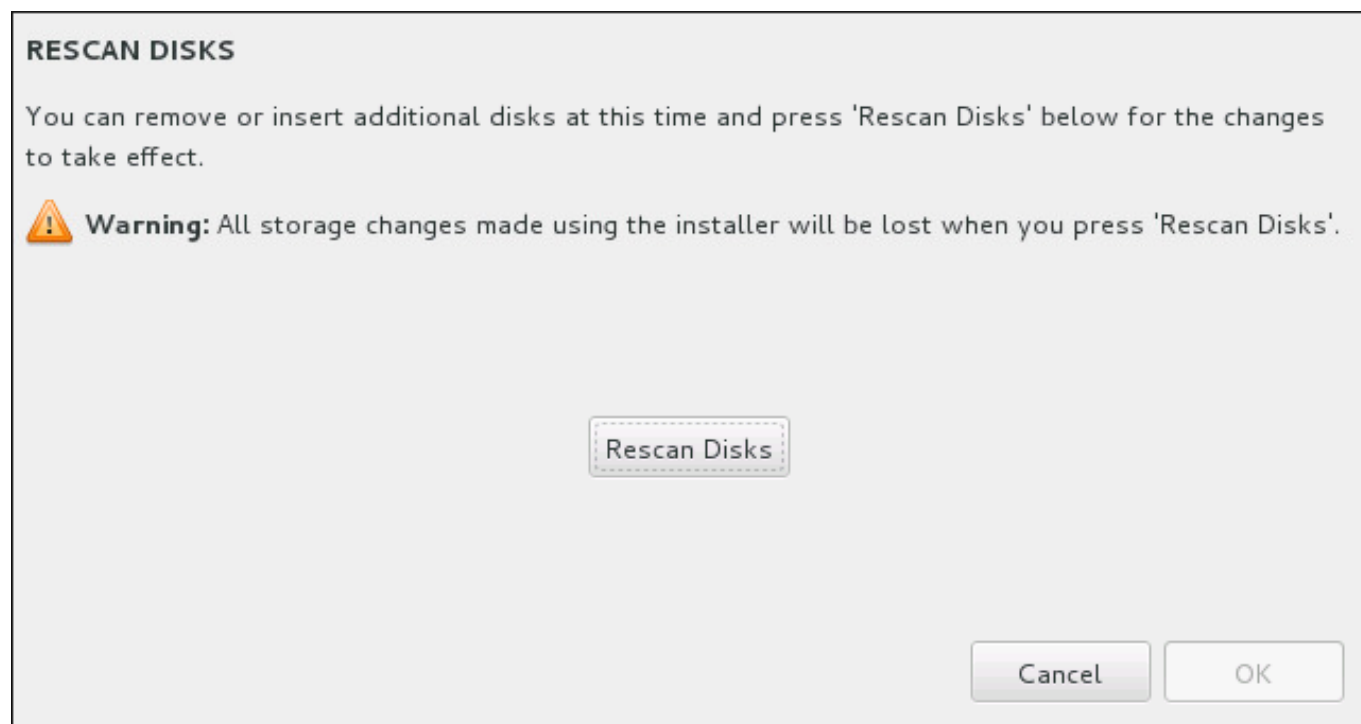 RESCAN DISKS
You can remove or insert additional disks at this time and press 'Rescan Disks' below for the changes
to take effect.
Warning: All storage changes made using the installer will be lost when you press 'Rescan Disks'.
Rescan Disks
Cancel
OK